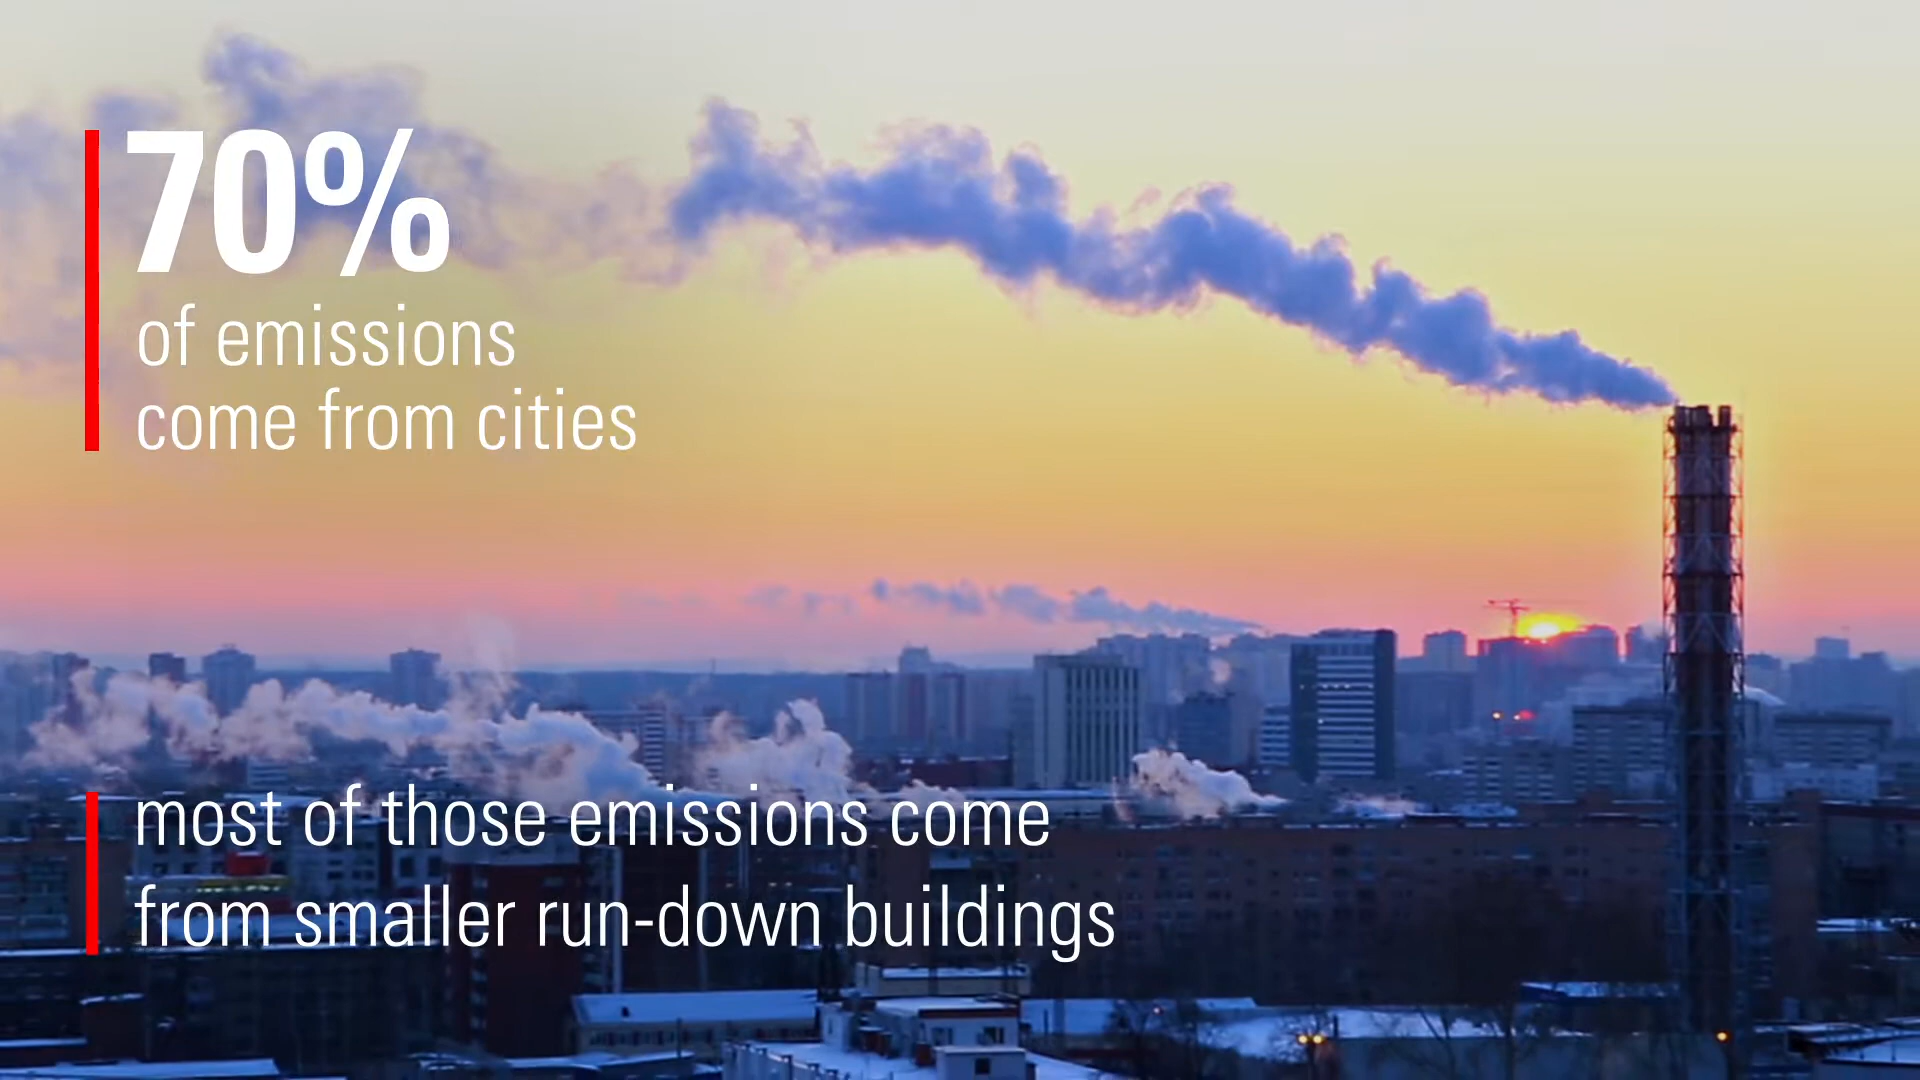 70%
of emissions
come from cities
most of those emissions come
from smaller run-down buildings